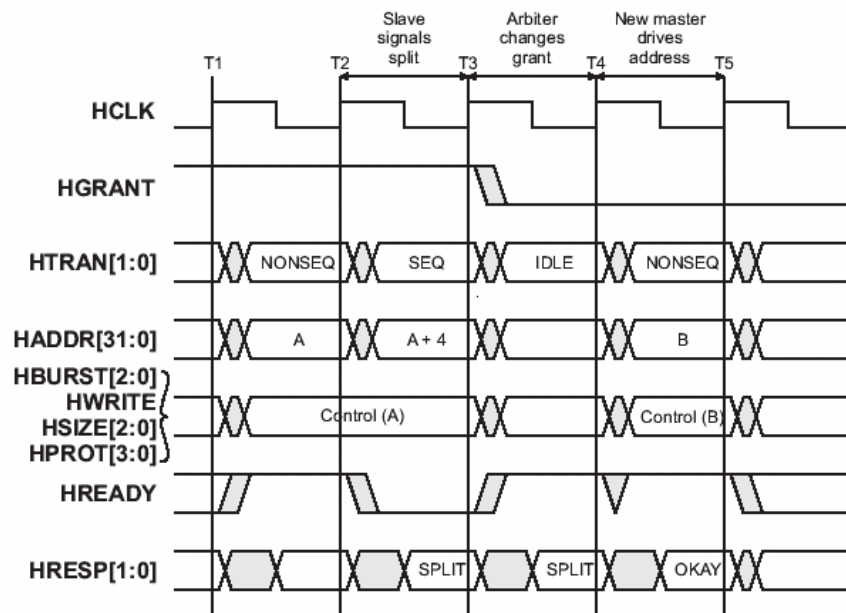 Slave
signals
split
Arbiter
changes
grant
New master
drives
address
T1
T2
T3
T4
T5
HCLK
HGRANT
HTRAN[1:0]
NONSEQ
SEQ
IDLE
NONSEQ
HADDR[31:0]
A
A + 4
B
HBURST[2:0]
HWRITE
HSIZE[2:0]
HPROT[3:0]
Control (A)
Control (B)
HREADY
HRESP[1:0]
SPLIT
SPLIT
OKAY